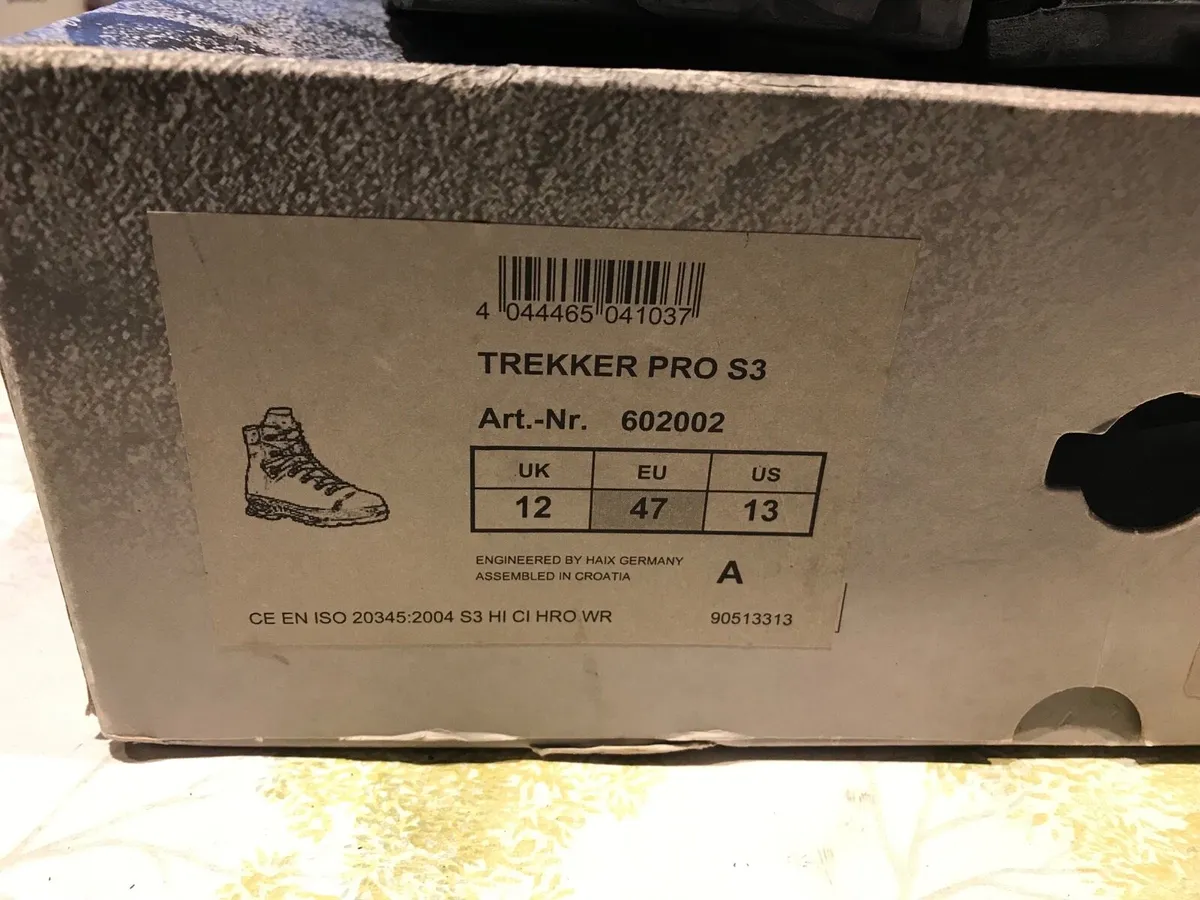 4 044465 041037
TREKKER PRO S3
Art.-Nr. 602002
UK EU US
12 47 13
ENGINEERED BY HAIX GERMANY
ASSEMBLED IN CROATIA
A
CE EN ISO 20345:2004 S3 HI CI HRO WR
90513313